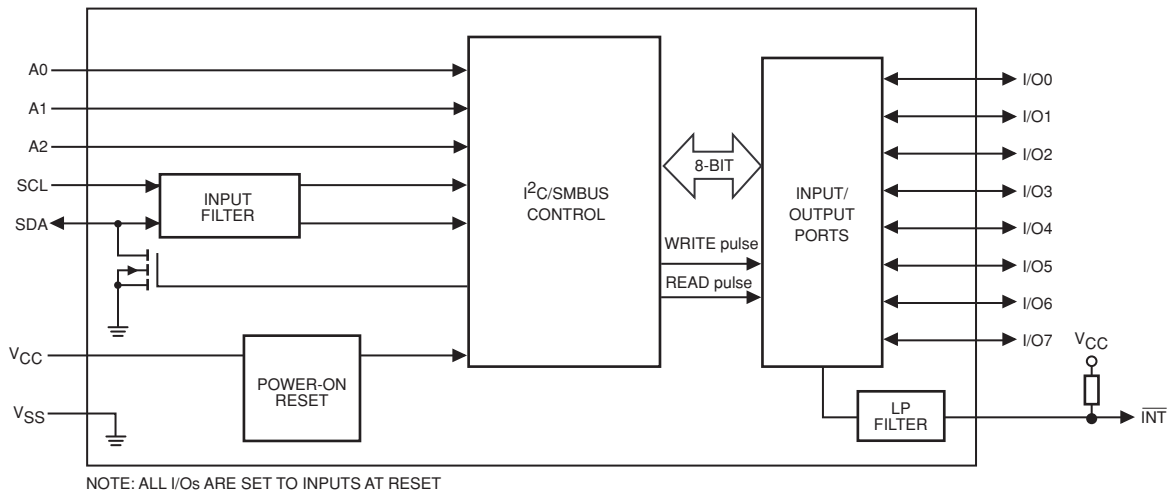 A0
A1
A2
SCL
SDA
VCC
VSS
INPUT
FILTER
POWER-ON
RESET
I2C/SMBUS
CONTROL
8-BIT
WRITE pulse
READ pulse
INPUT/
OUTPUT
PORTS
LP
FILTER
I/O0
I/O1
I/O2
I/O3
I/O4
I/O5
I/O6
I/O7
VCC
INT
NOTE: ALL I/Os ARE SET TO INPUTS AT RESET